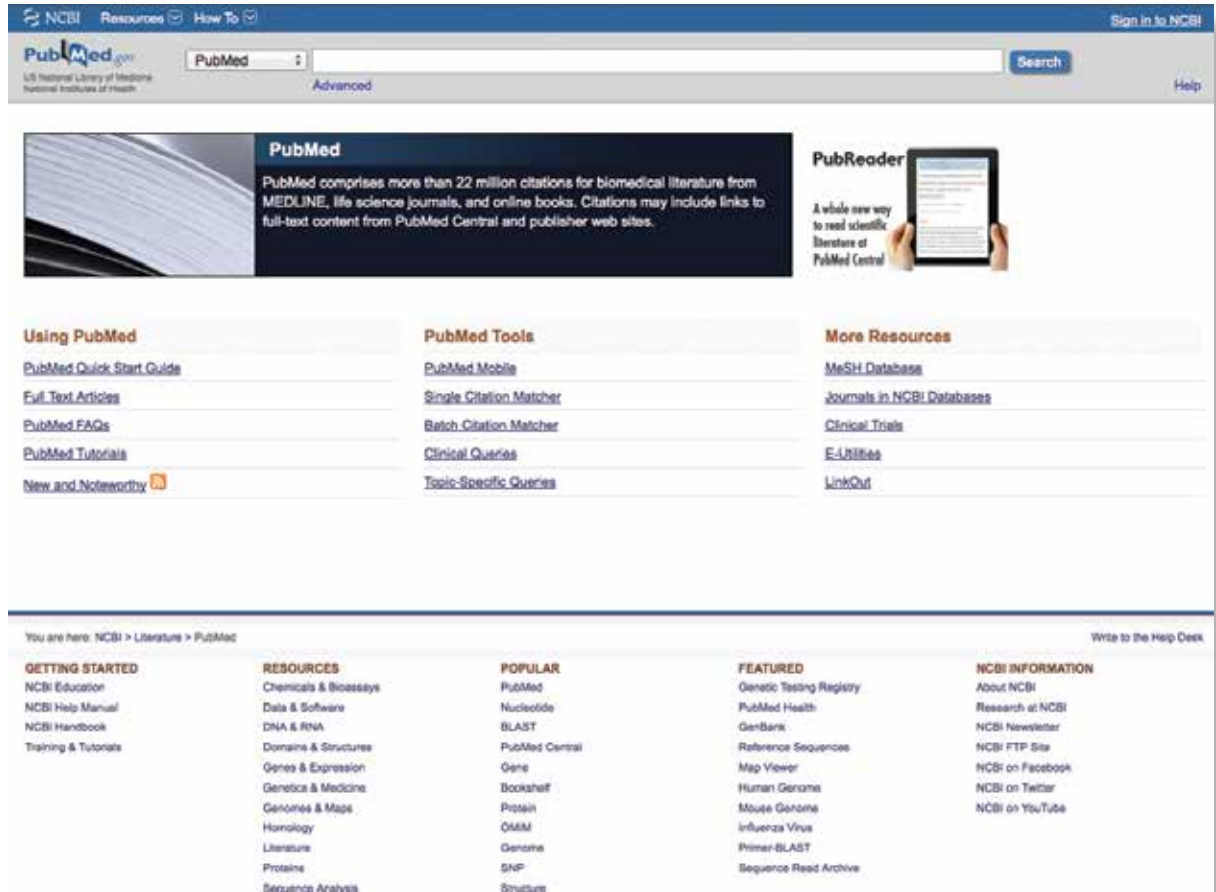 NCBI Resources How To Sign in to NCBI
PubMed.gov
US National Library of Medicine
National Institutes of Health
PubMed
Search
Advanced
Help
PubMed
PubMed comprises more than 22 million citations for biomedical literature from
MEDLINE, life science journals, and online books. Citations may include links to
full-text content from PubMed Central and publisher web sites.
PubReader
A whole new way
to read scientific
literature at
PubMed Central
Using PubMed
PubMed Quick Start Guide
Full Text Articles
PubMed FAQs
PubMed Tutorials
New and Noteworthy
PubMed Tools
PubMed Mobile
Single Citation Matcher
Batch Citation Matcher
Clinical Queries
Topic-Specific Queries
More Resources
MeSH Database
Journals in NCBI Databases
Clinical Trials
E-Utilities
LinkOut
You are here: NCBI > Literature > PubMed
Write to the Help Desk
GETTING STARTED
NCBI Education
NCBI Help Manual
NCBI Handbook
Training & Tutorials
RESOURCES
Chemicals & Bioassays
Data & Software
DNA & RNA
Domains & Structures
Genes & Expression
Genetics & Medicine
Genomes & Maps
Homology
Literature
Proteins
Sequence Analysis
POPULAR
PubMed
Nucleotide
BLAST
PubMed Central
Gene
Bookshelf
Protein
OMIM
Genome
SNP
Structure
FEATURED
Genetic Testing Registry
PubMed Health
GenBank
Reference Sequences
Map Viewer
Human Genome
Mouse Genome
Influenza Virus
Primer-BLAST
Sequence Read Archive
NCBI INFORMATION
About NCBI
Research at NCBI
NCBI Newsletter
NCBI FTP Site
NCBI on Facebook
NCBI on Twitter
NCBI on YouTube